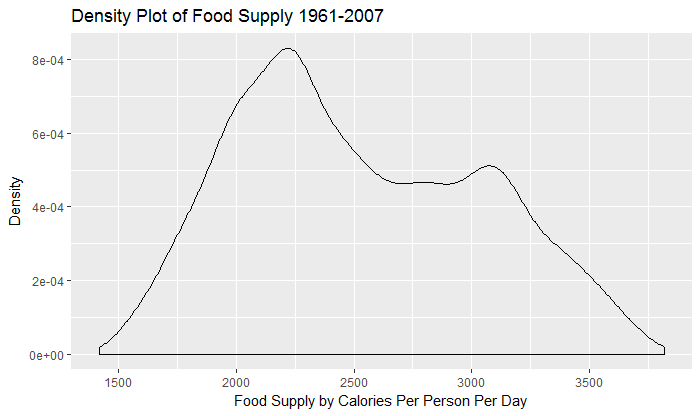 Density Plot of Food Supply 1961-2007
8e-04
6e-04
4e-04
2e-04
0e+00
Density
1500 2000 2500 3000 3500
Food Supply by Calories Per Person Per Day